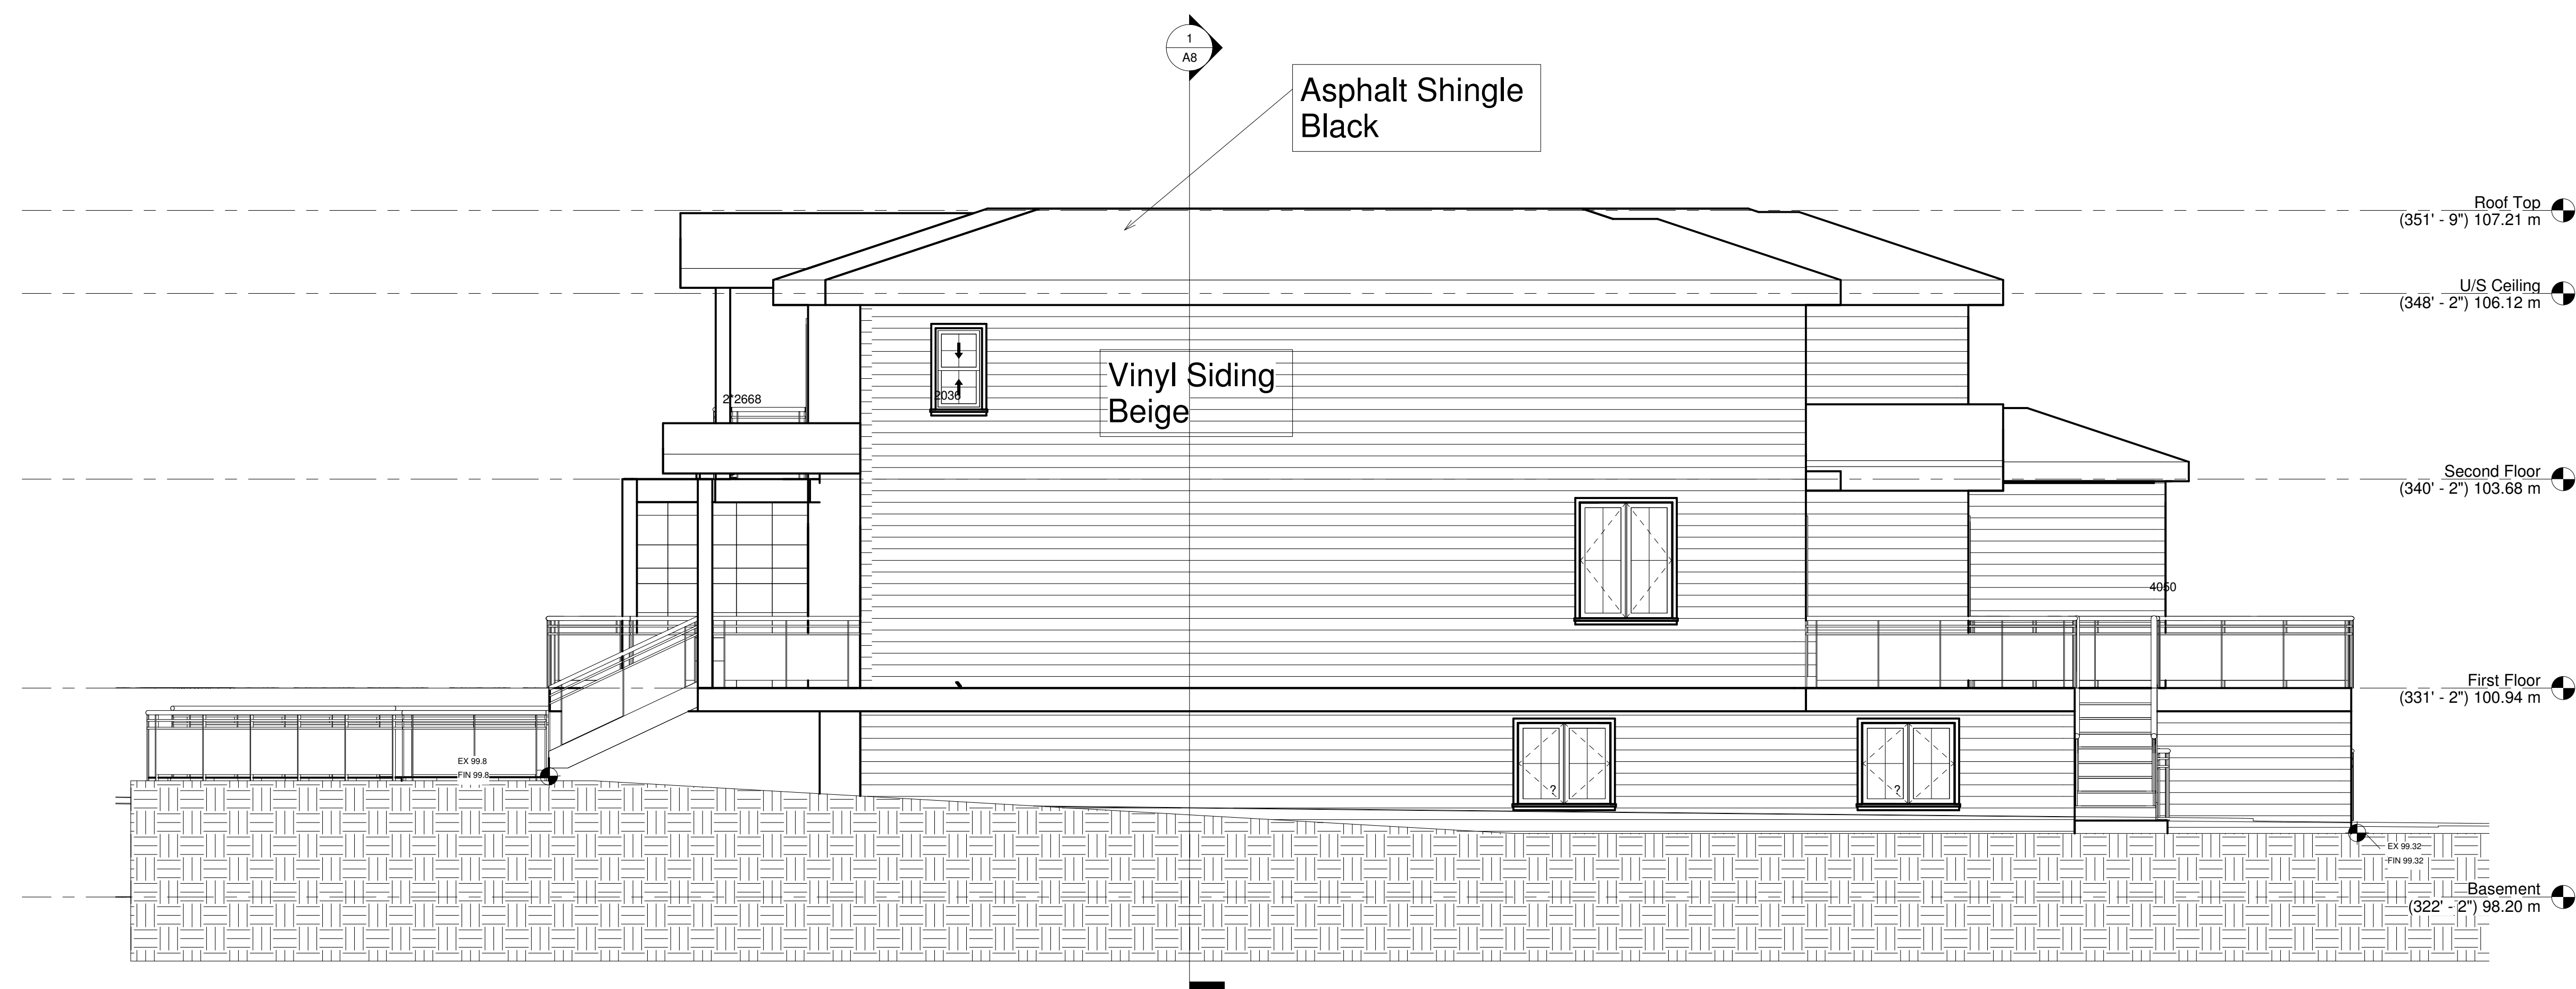 1
A8
Asphalt Shingle
Black
Roof Top
(351' - 9") 107.21 m
U/S Ceiling
(348' - 2") 106.12 m
Vinyl Siding
Beige
2036
2*2668
Second Floor
(340' - 2") 103.68 m
4050
First Floor
(331' - 2") 100.94 m
EX 99.8
FIN 99.8
?
?
EX 99.32
FIN 99.32
Basement
(322' - 2") 98.20 m